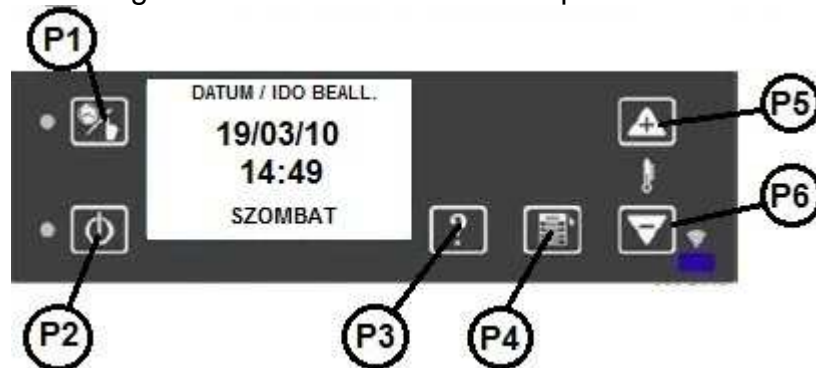 P1
DATUM / IDO BEALL.
19/03/10
14:49
SZOMBAT
P5
P6
P2
P3
P4